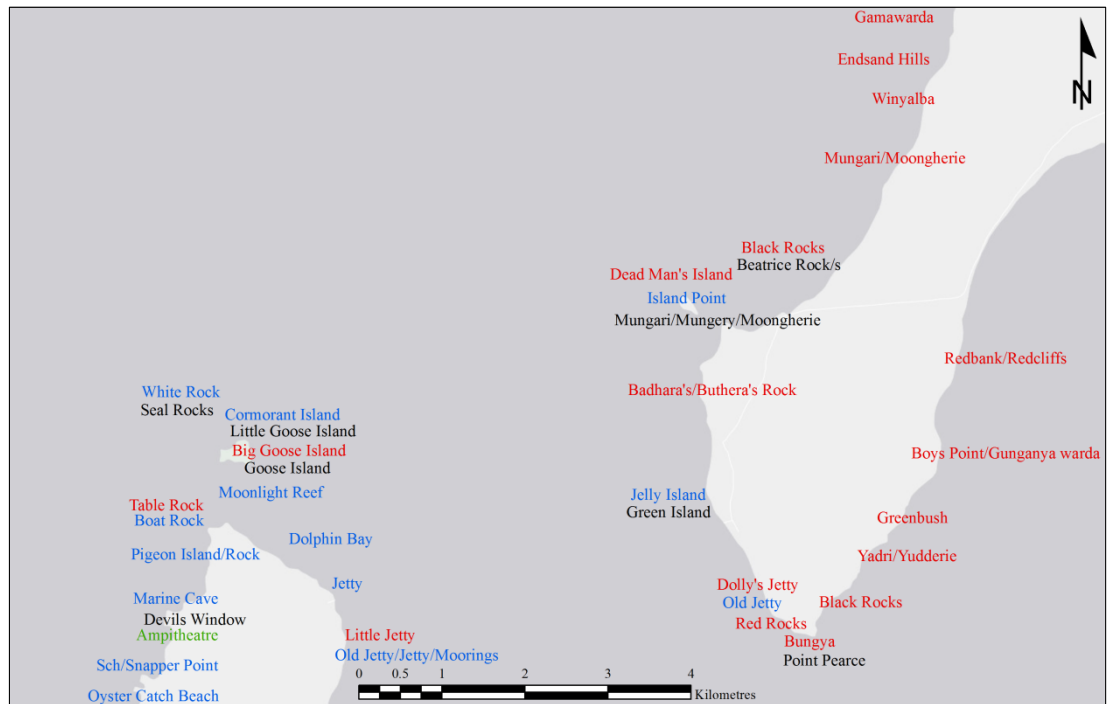 Gamawarda
N
Endsand Hills
Winyalba
Mungari/Moongherie
Black Rocks
Beatrice Rock/s
Dead Man's Island
Island Point
Mungari/Mungery/Moongherie
Redbank/Redcliffs
Badhara's/Buthera's Rock
White Rock
Seal Rocks
Cormorant Island
Little Goose Island
Big Goose Island
Goose Island
Boys Point/Gunganya warda
Moonlight Reef
Jelly Island
Green Island
Table Rock
Boat Rock
Greenbush
Dolphin Bay
Pigeon Island/Rock
Yadri/Yudderie
Jetty
Dolly's Jetty
Old Jetty
Marine Cave
Black Rocks
Devils Window
Ampitheatre
Red Rocks
Little Jetty
Bungya
Old Jetty/Jetty/Moorings
Point Pearce
Sch/Snapper Point
0 0.5 1 2 3 4
Kilometres
Oyster Catch Beach